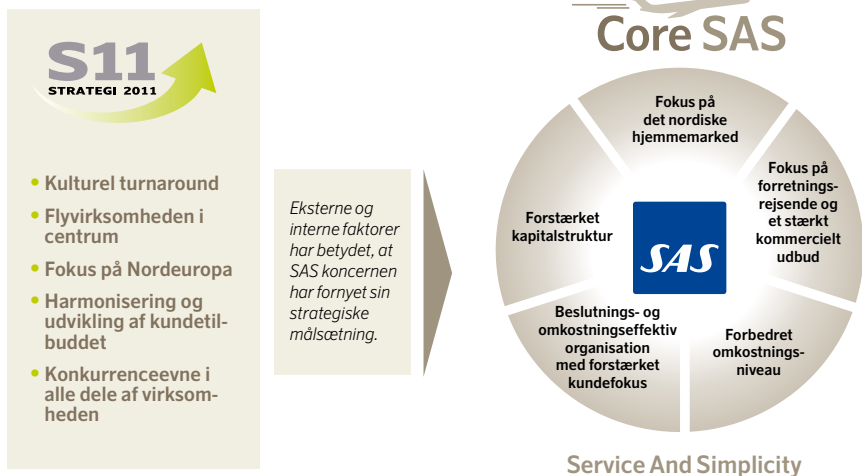 S11
STRATEGI 2011
• Kulturel turnaround
• Flyvirksomheden i
centrum
• Fokus på Nordeuropa
• Harmonisering og
udvikling af kundetil-
buddet
• Konkurrenceevne i
alle dele af virksom-
heden
Eksterne og
interne faktorer
har betydet, at
SAS koncernen
har fornyet sin
strategiske
målsætning.
Core SAS
Fokus på
det nordiske
hjemmemarked
Fokus på
forretnings-
rejsende og
et stærkt
kommercielt
udbud
Forbedret
omkostnings-
niveau
Beslutnings- og
omkostningseffektiv
organisation
med forstærket
kundefokus
Forstærket
kapitalstruktur
SAS
Service And Simplicity